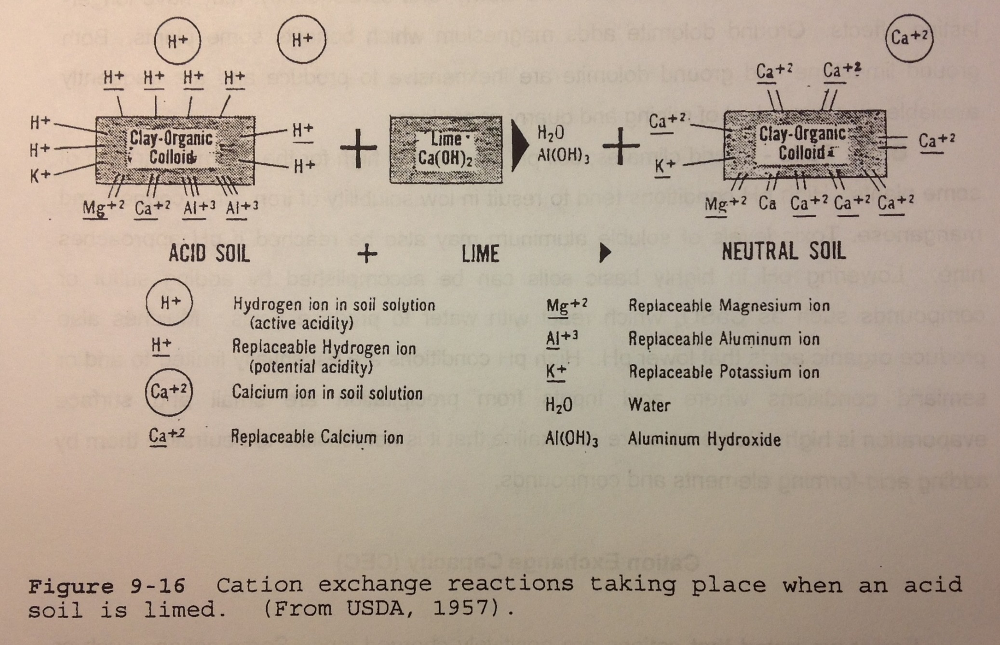 H+ H+ Ca+2
H+ H+ H+ H+ Ca+2 Ca+2
H+ H+ Ca+2 Ca+2
Clay-Organic Lime H₂O Clay-Organic
H+ Colloid Ca(OH)₂ Al(OH)₃ Colloid
K+ H+ K+
+ +
Mg+2 Ca+2 Al+3 Al+3 Mg+2 Ca Ca+2 Ca+2 Ca+2
ACID SOIL + LIME NEUTRAL SOIL
H+ Hydrogen ion in soil solution
(active acidity)
H+ Replaceable Hydrogen ion
(potential acidity)
Ca+2 Calcium ion in soil solution
Ca+2 Replaceable Calcium ion
Mg+2 Replaceable Magnesium ion
Al+3 Replaceable Aluminum ion
K+ Replaceable Potassium ion
H₂O Water
Al(OH)₃ Aluminum Hydroxide
Figure 9-16 Cation exchange reactions taking place when an acid
soil is limed. (From USDA, 1957).